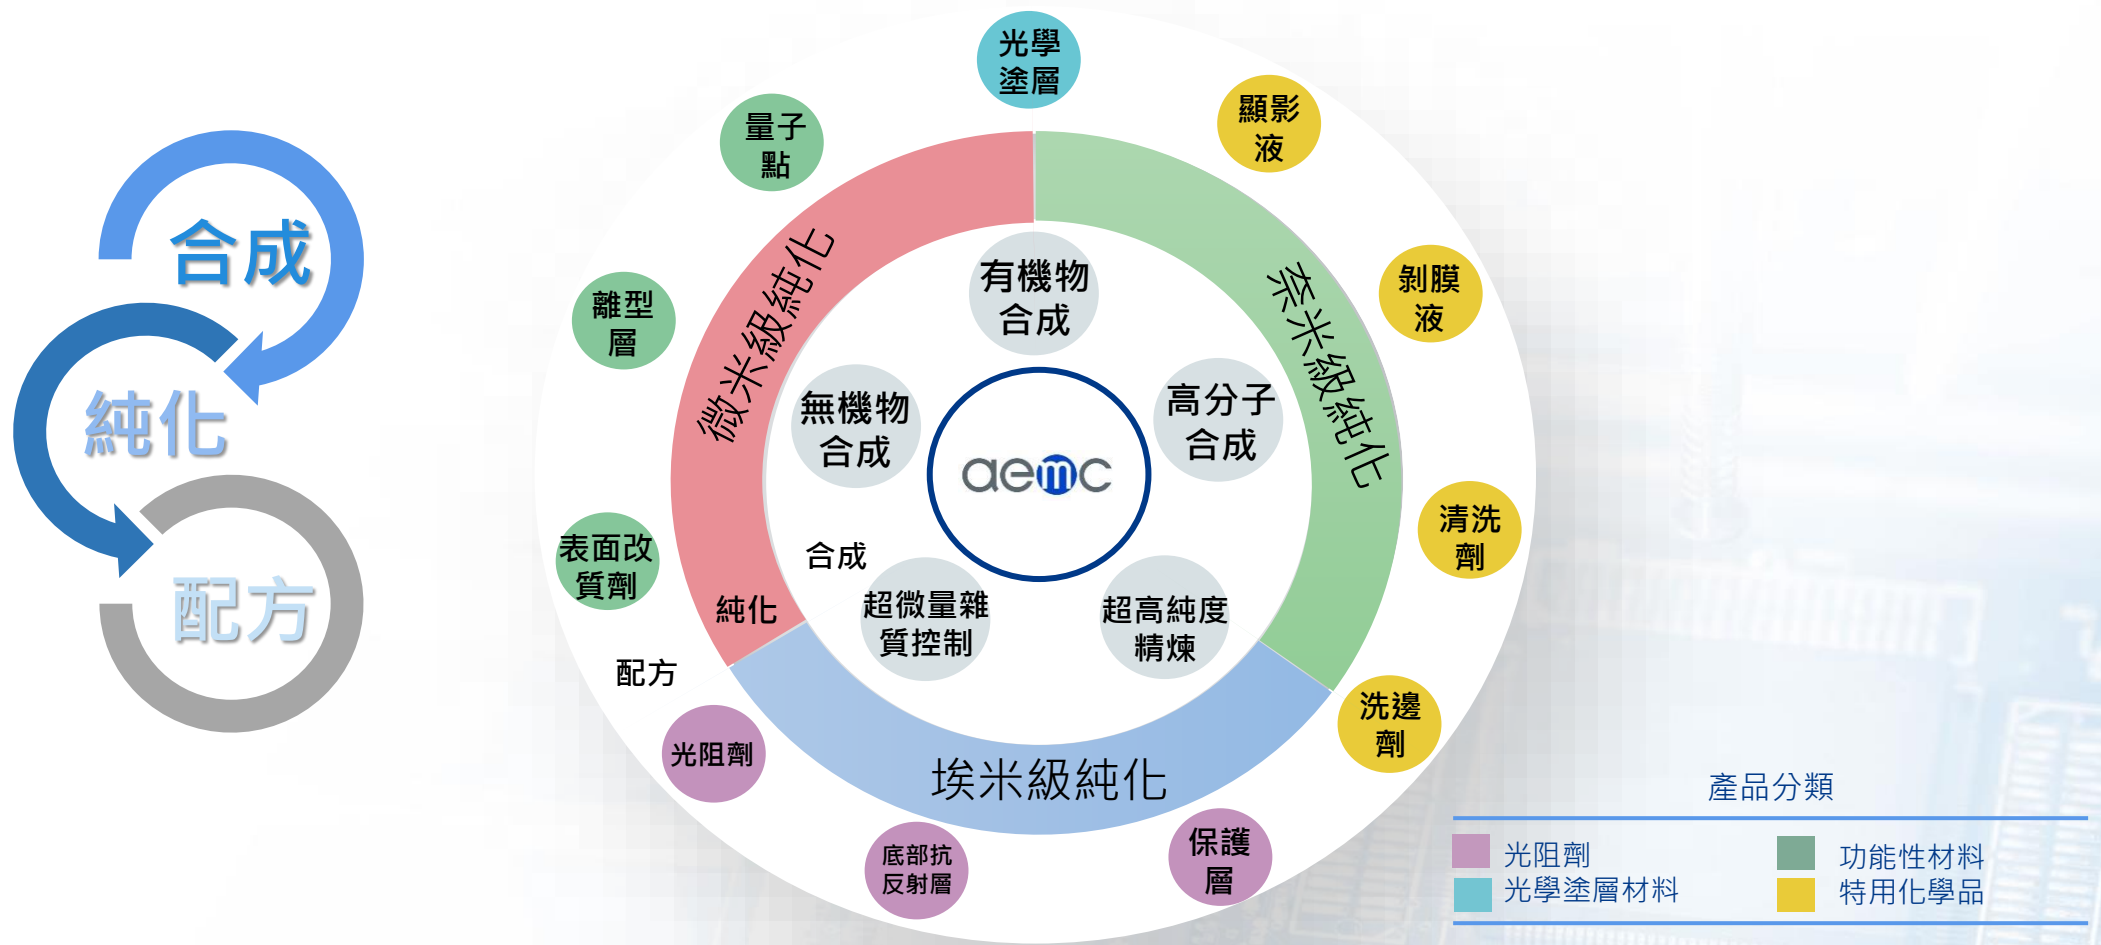 合成
純化
配方
光學
塗層
量子
點
顯影
液
離型
層
剝膜
液
微米級純化
奈米級純化
有機物
合成
無機物
合成
高分子
合成
aemc
清洗
劑
表面改
質劑
合成
純化
配方
超微量雜
質控制
超高純度
精煉
洗邊
劑
光阻劑
埃米級純化
底部抗
反射層
保護
層
產品分類
光阻劑
功能性材料
光學塗層材料
特用化學品